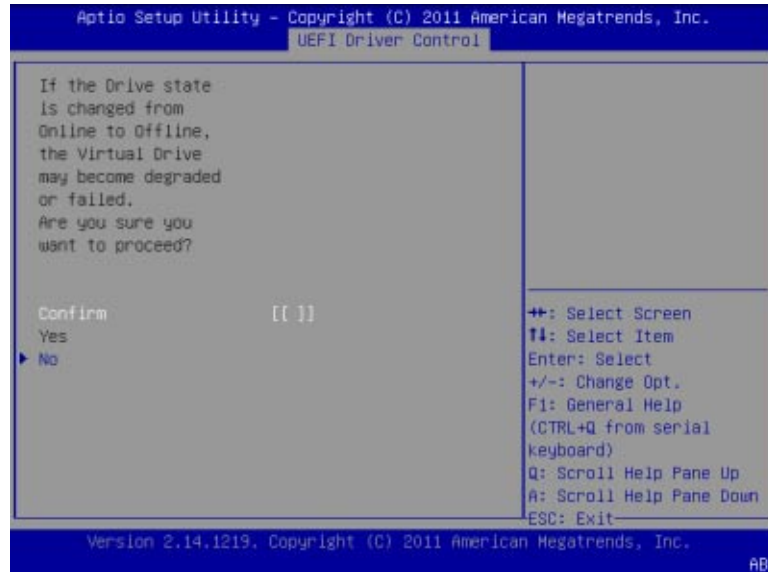 Aptio Setup Utility – Copyright (C) 2011 American Megatrends, Inc.
UEFI Driver Control
If the Drive state
is changed from
Online to Offline,
the Virtual Drive
may become degraded
or failed.
Are you sure you
want to proceed?
Confirm [[ ]]
Yes
No
→←: Select Screen
↑↓: Select Item
Enter: Select
+/-: Change Opt.
F1: General Help
(CTRL+Q from serial
keyboard)
Q: Scroll Help Pane Up
A: Scroll Help Pane Down
ESC: Exit
Version 2.14.1219. Copyright (C) 2011 American Megatrends, Inc.
AB